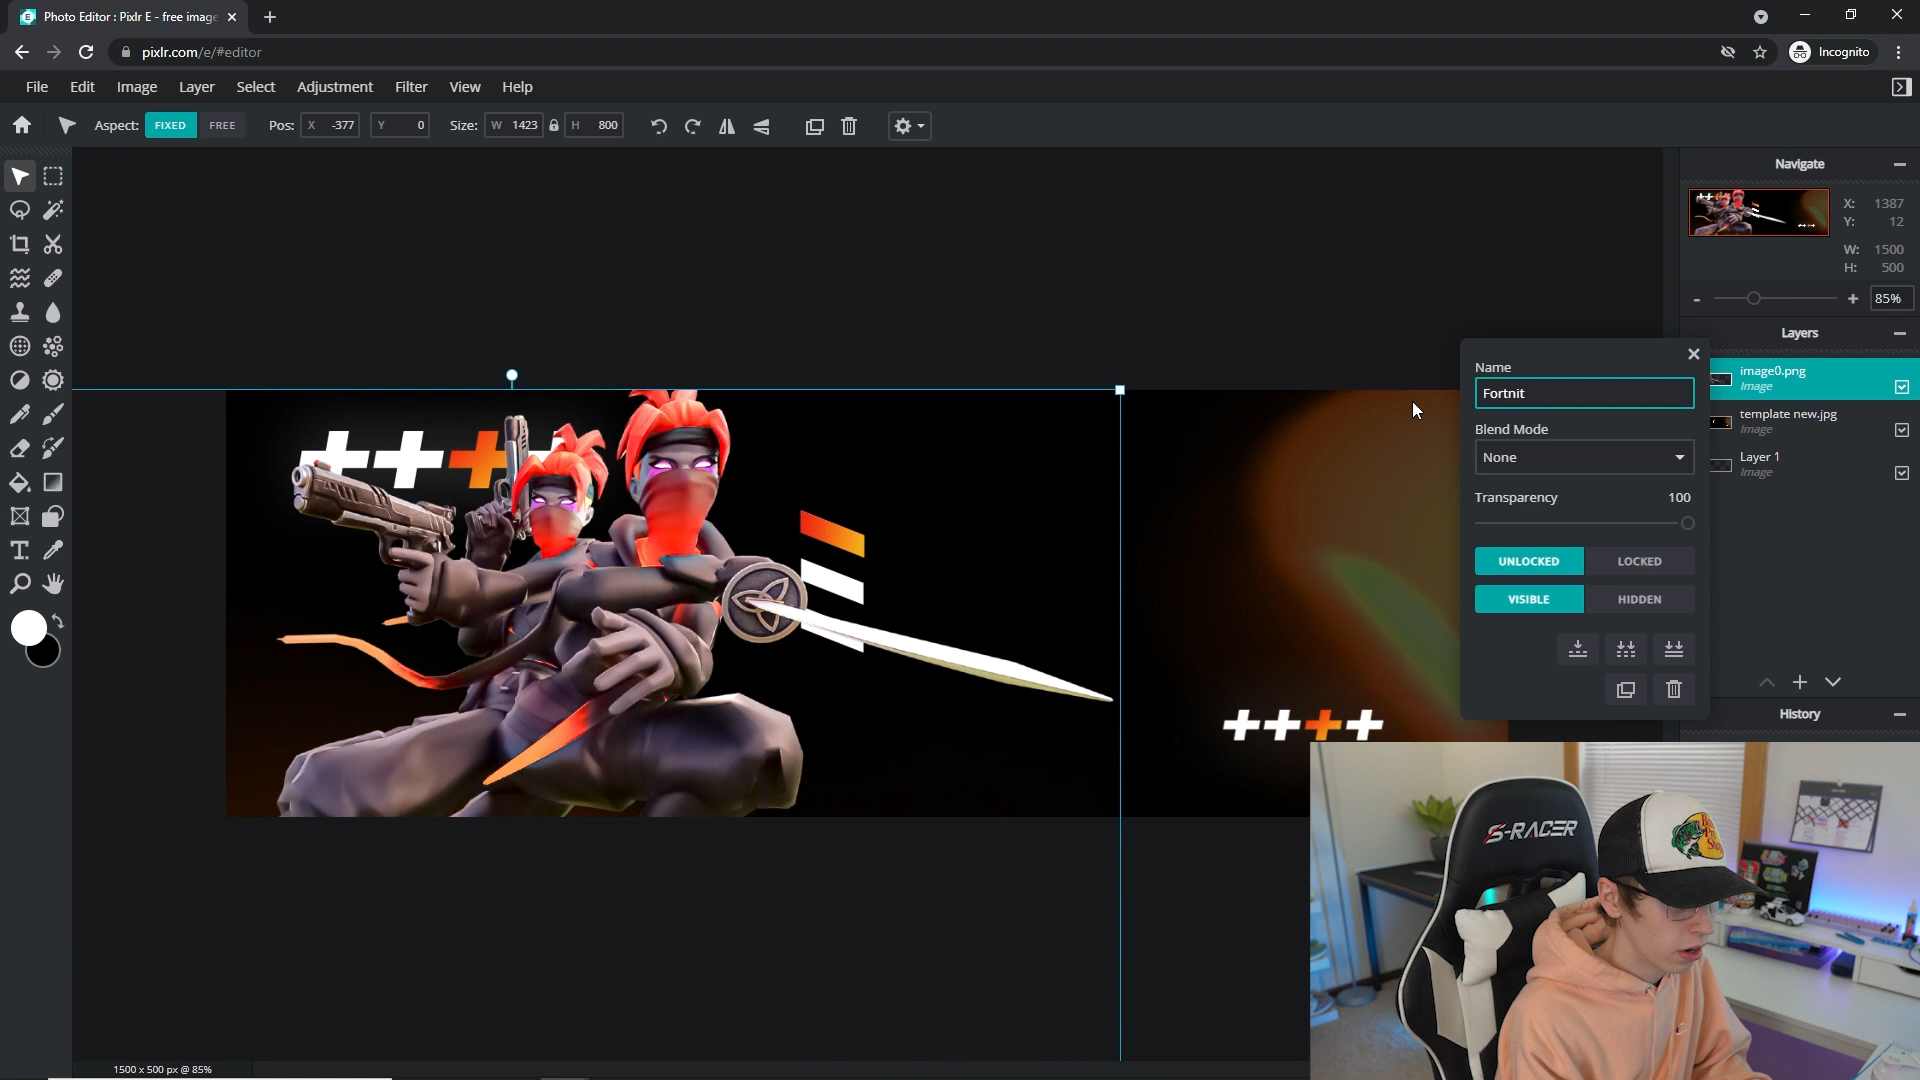 Photo Editor : Pixlr E - free image
pixlr.com/e/#editor
Incognito
File Edit Image Layer Select Adjustment Filter View Help
Aspect: FIXED FREE Pos: X -377 Y 0 Size: W 1423 H 800
Navigate
X: 1387
Y: 12
W: 1500
H: 500
- + 85%
Layers
Name
Fortnit
Blend Mode
None
Transparency 100
UNLOCKED LOCKED
VISIBLE HIDDEN
image0.png
Image
template new.jpg
Image
Layer 1
Image
History
S-RACER
1500 x 500 px @ 85%